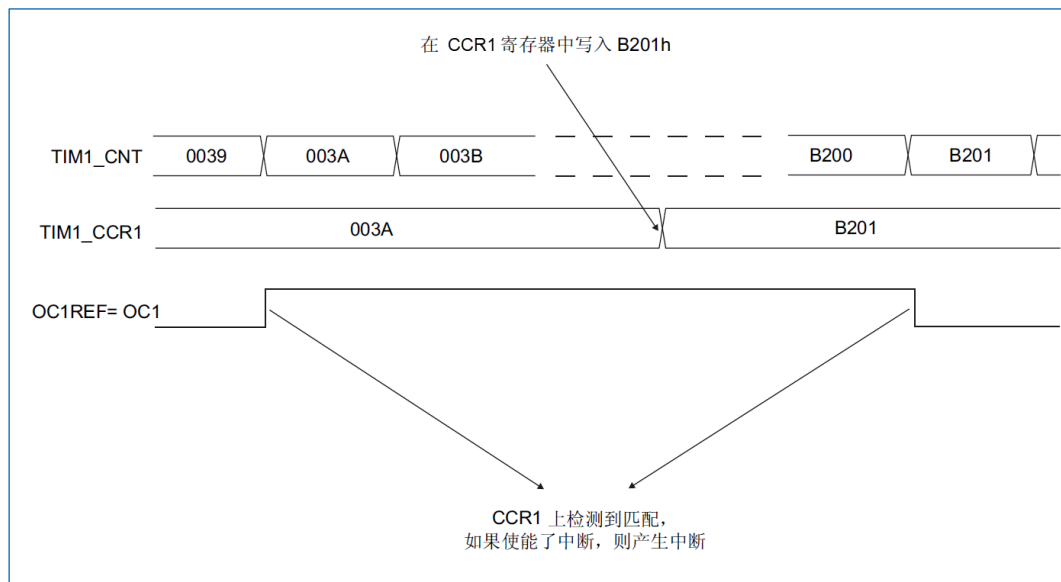 在 CCR1 寄存器中写入 B201h
TIM1_CNT 0039 003A 003B B200 B201
TIM1_CCR1 003A B201
OC1REF= OC1
CCR1 上检测到匹配，
如果使能了中断，则产生中断